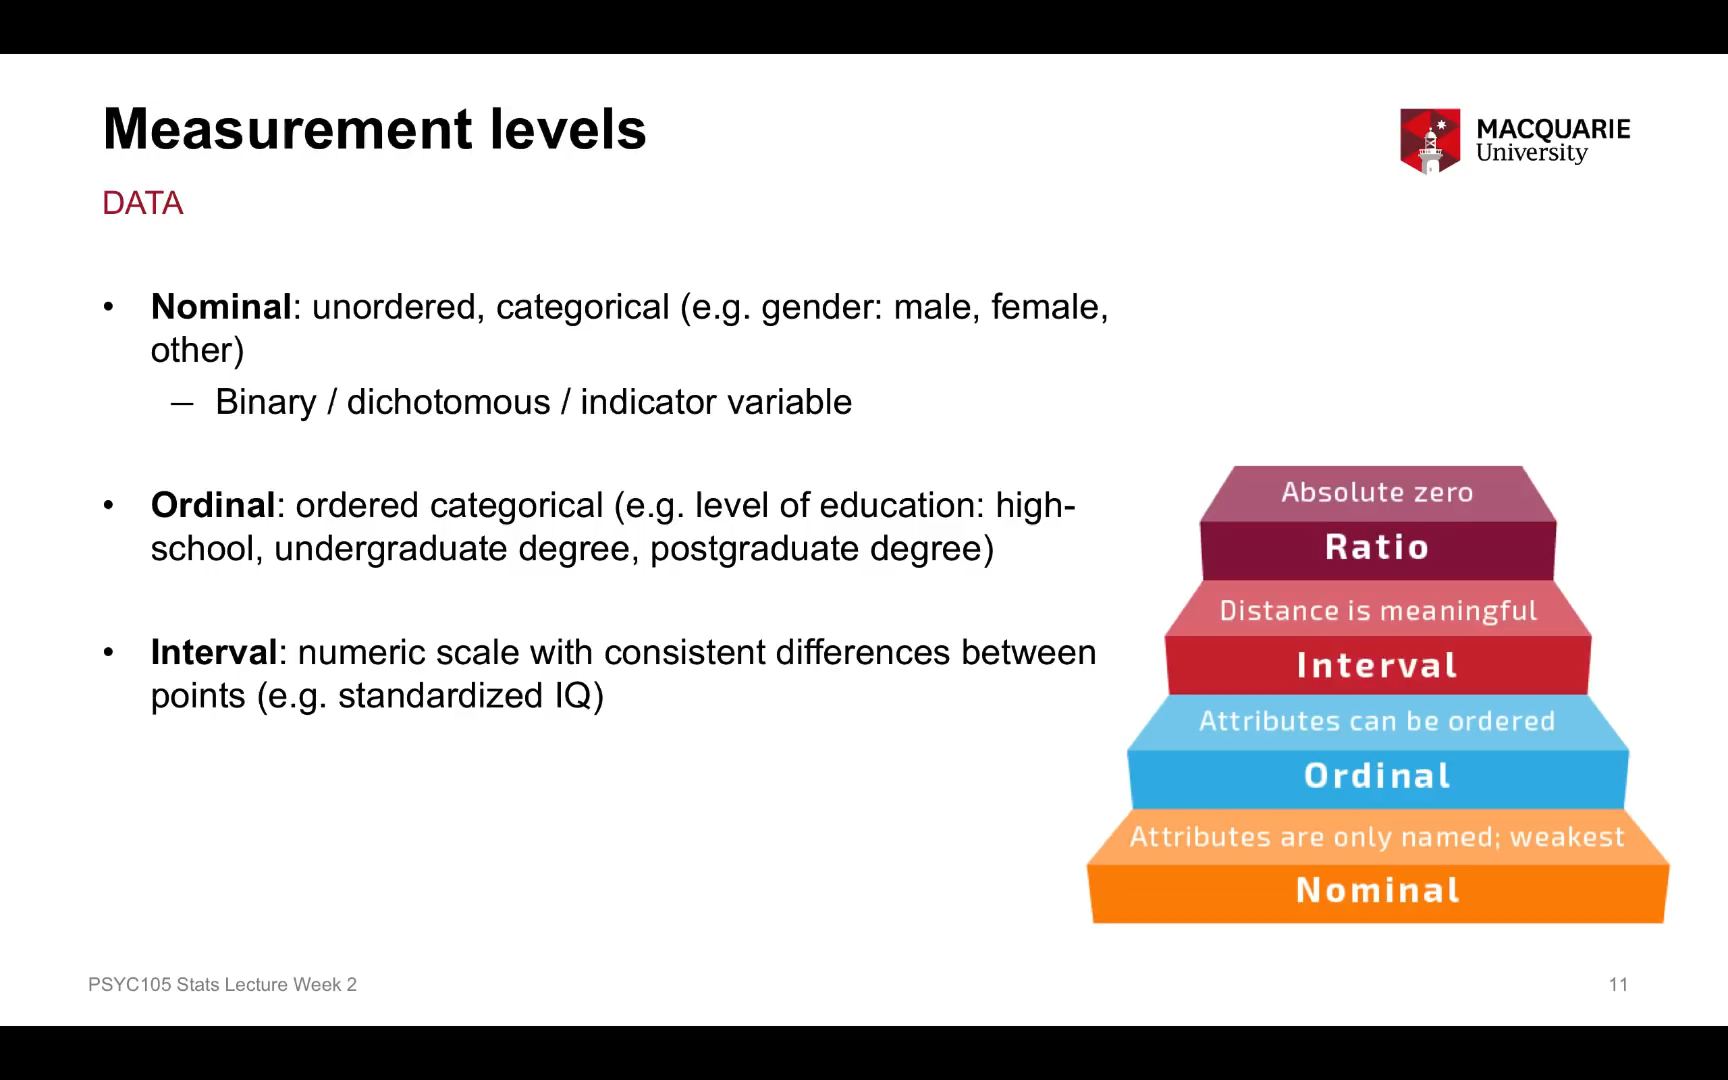 Measurement levels
MACQUARIE
University
DATA
• Nominal: unordered, categorical (e.g. gender: male, female,
other)
– Binary / dichotomous / indicator variable
• Ordinal: ordered categorical (e.g. level of education: high-
school, undergraduate degree, postgraduate degree)
• Interval: numeric scale with consistent differences between
points (e.g. standardized IQ)
Absolute zero
Ratio
Distance is meaningful
Interval
Attributes can be ordered
Ordinal
Attributes are only named; weakest
Nominal
PSYC105 Stats Lecture Week 2
11